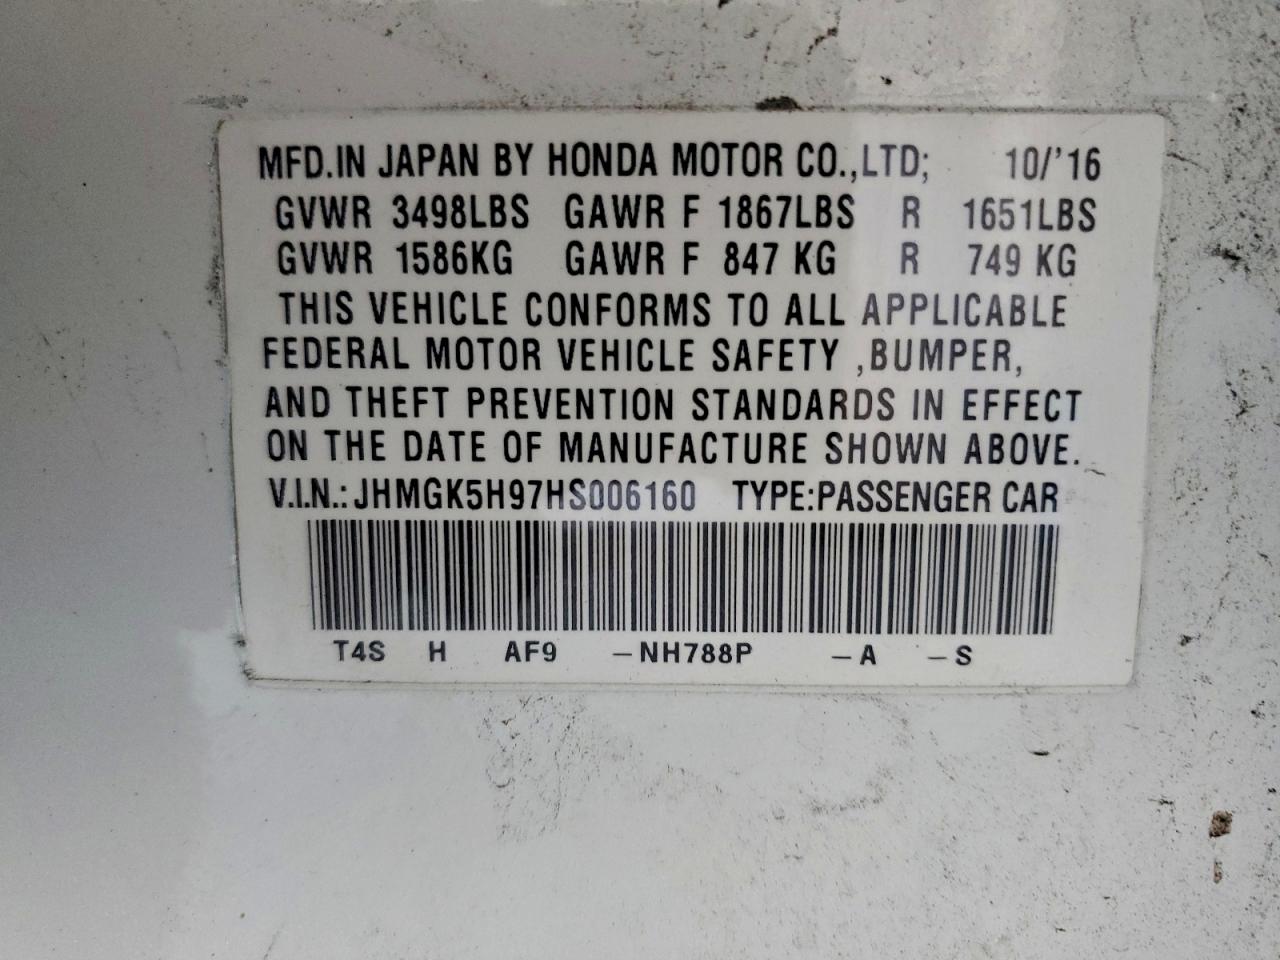 MFD.IN JAPAN BY HONDA MOTOR CO.,LTD; 10/'16
GVWR 3498LBS GAWR F 1867LBS R 1651LBS
GVWR 1586KG GAWR F 847 KG R 749 KG
THIS VEHICLE CONFORMS TO ALL APPLICABLE
FEDERAL MOTOR VEHICLE SAFETY ,BUMPER,
AND THEFT PREVENTION STANDARDS IN EFFECT
ON THE DATE OF MANUFACTURE SHOWN ABOVE.
V.I.N.: JHMGK5H97HS006160 TYPE:PASSENGER CAR
T4S H AF9 –NH788P –A –S